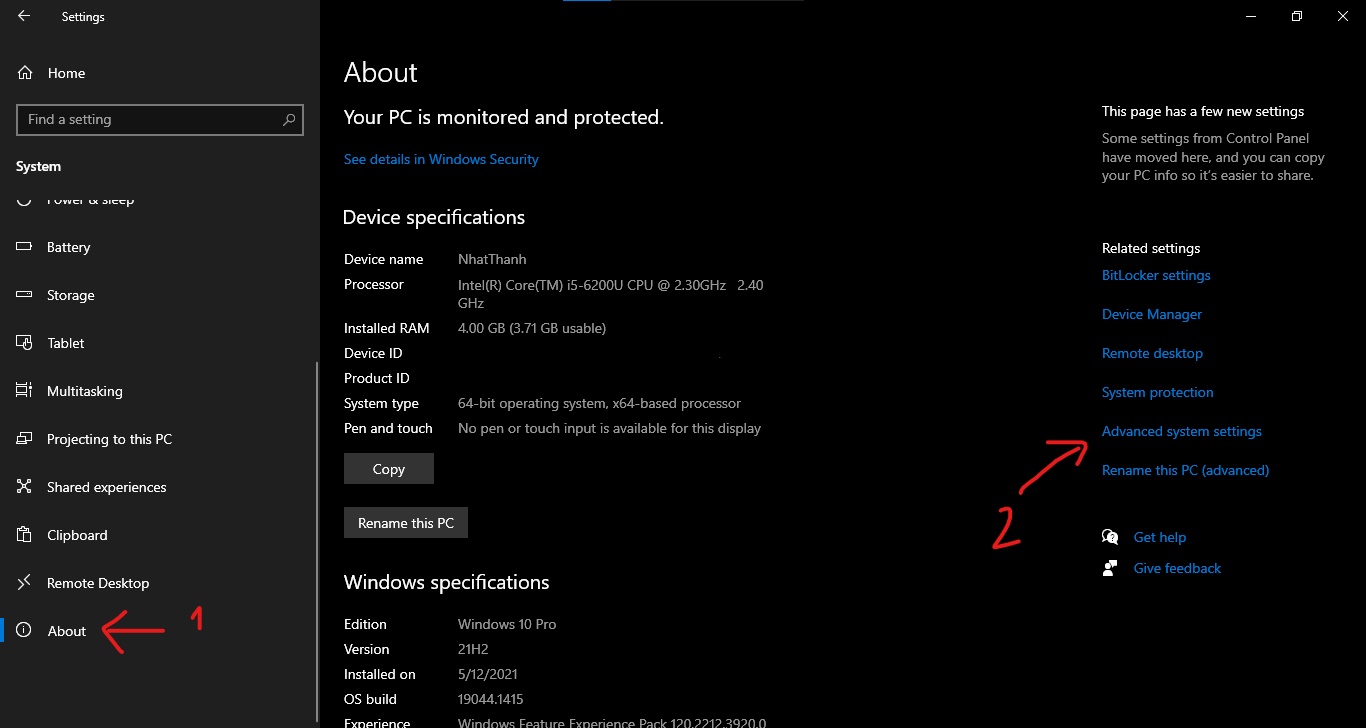 Settings
Home
Find a setting
System
Power & sleep
Battery
Storage
Tablet
Multitasking
Projecting to this PC
Shared experiences
Clipboard
Remote Desktop
About
1
About
Your PC is monitored and protected.
See details in Windows Security
Device specifications
Device name NhatThanh
Processor Intel(R) Core(TM) i5-6200U CPU @ 2.30GHz 2.40
GHz
Installed RAM 4.00 GB (3.71 GB usable)
Device ID
Product ID
System type 64-bit operating system, x64-based processor
Pen and touch No pen or touch input is available for this display
Copy
Rename this PC
Windows specifications
Edition Windows 10 Pro
Version 21H2
Installed on 5/12/2021
OS build 19044.1415
Experience Windows Feature Experience Pack 120.2212.3920.0
This page has a few new settings
Some settings from Control Panel
have moved here, and you can copy
your PC info so it's easier to share.
Related settings
BitLocker settings
Device Manager
Remote desktop
System protection
Advanced system settings
Rename this PC (advanced)
2
Get help
Give feedback